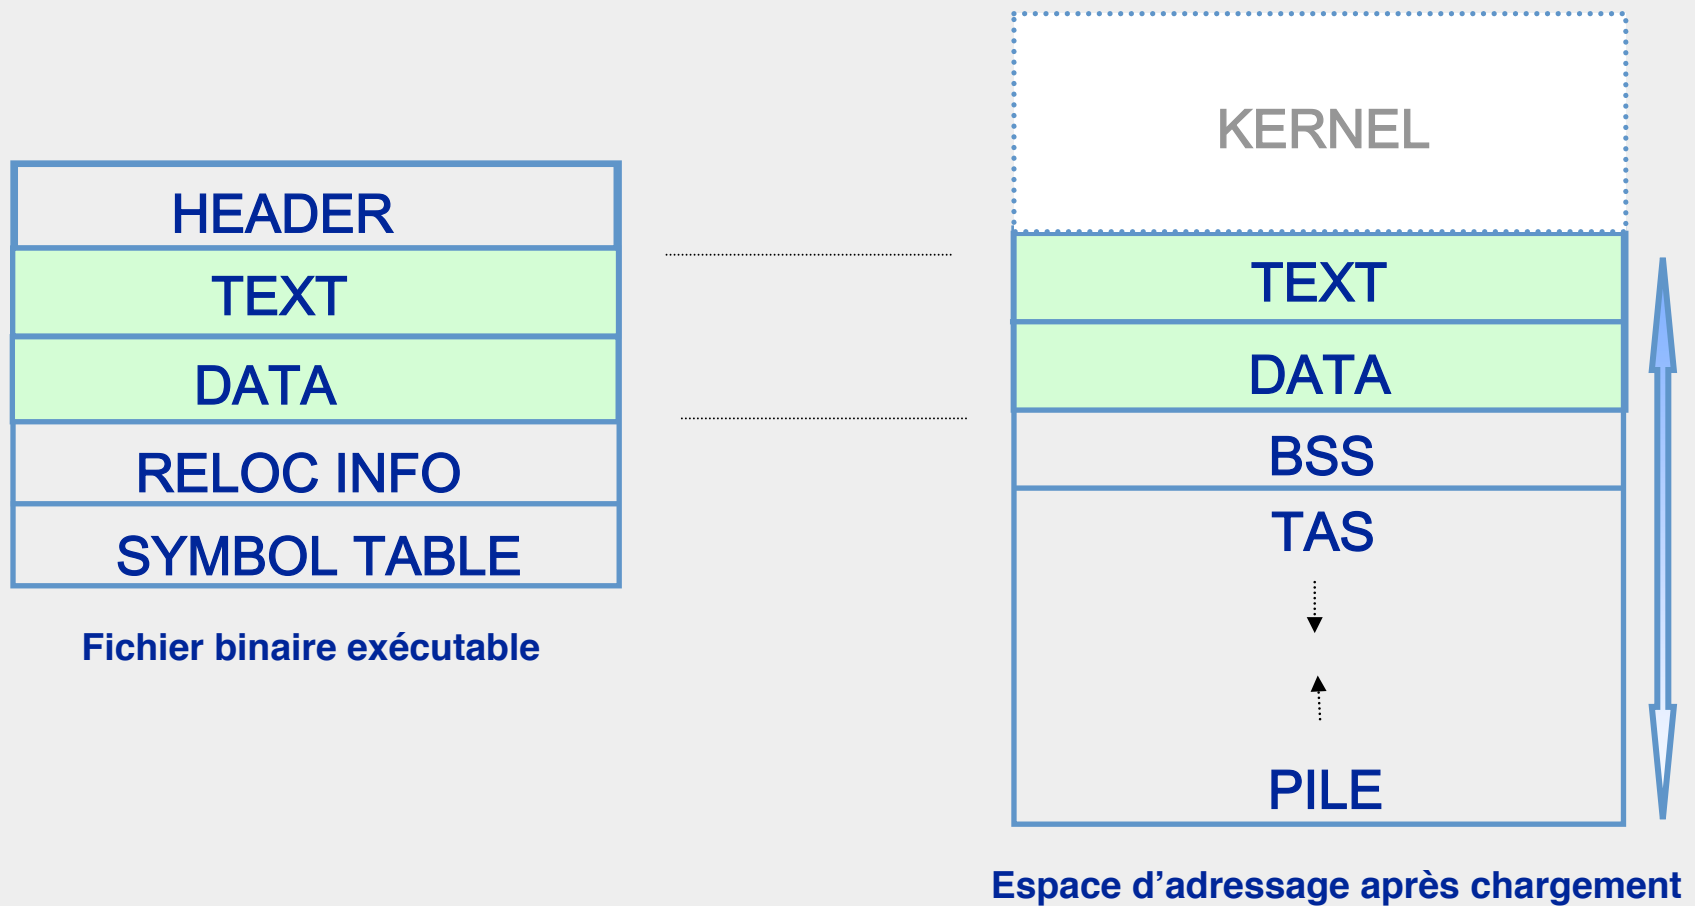 HEADER
TEXT
DATA
RELOC INFO
SYMBOL TABLE
Fichier binaire exécutable
KERNEL
TEXT
DATA
BSS
TAS
PILE
Espace d’adressage après chargement